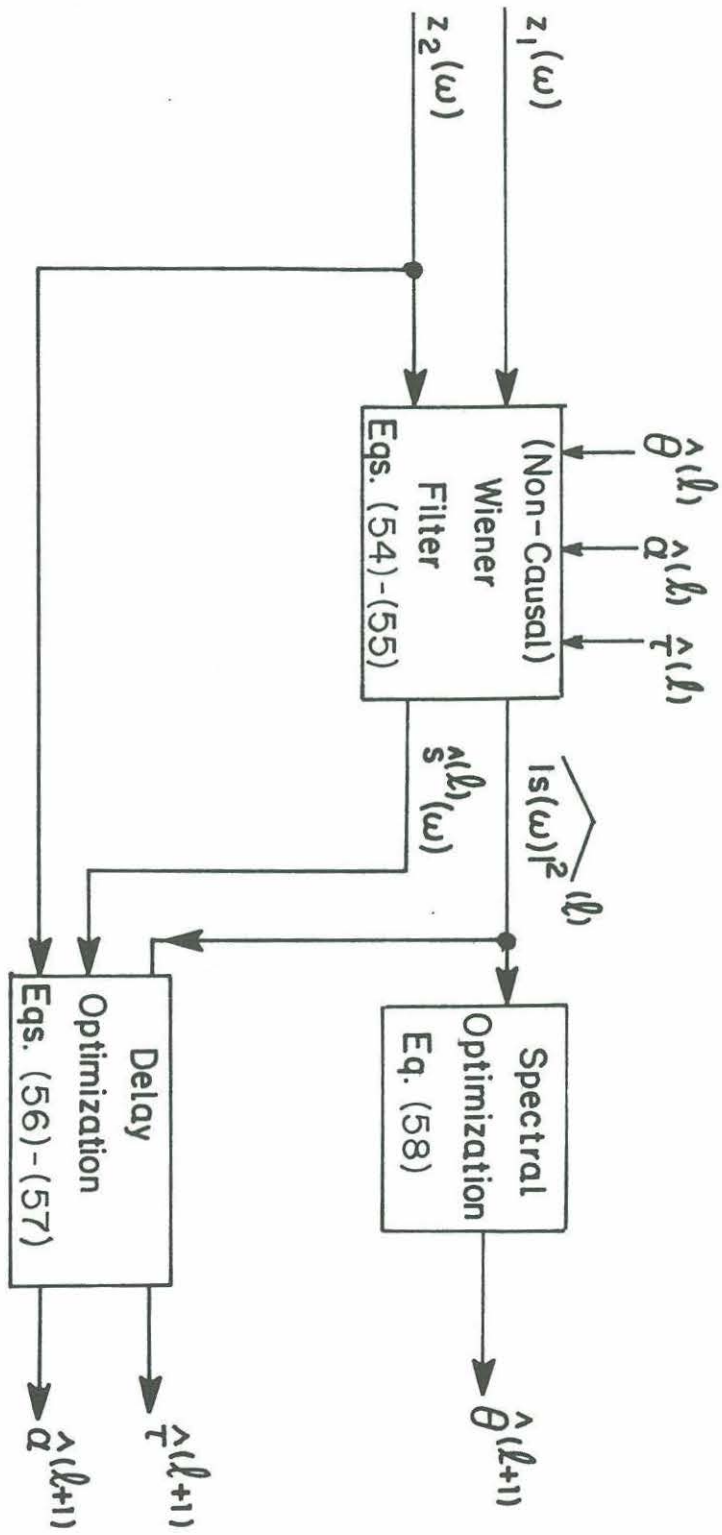 z₁(ω)
z₂(ω)
θ̂⁽ˡ⁾
α̂⁽ˡ⁾
τ̂⁽ˡ⁾
(Non-Causal)
Wiener
Filter
Eqs. (54)-(55)
|s(ω)|²⁽ˡ⁾
ŝ⁽ˡ⁾(ω)
Spectral
Optimization
Eq. (58)
θ̂⁽ˡ⁺¹⁾
Delay
Optimization
Eqs. (56)-(57)
τ̂⁽ˡ⁺¹⁾
α̂⁽ˡ⁺¹⁾